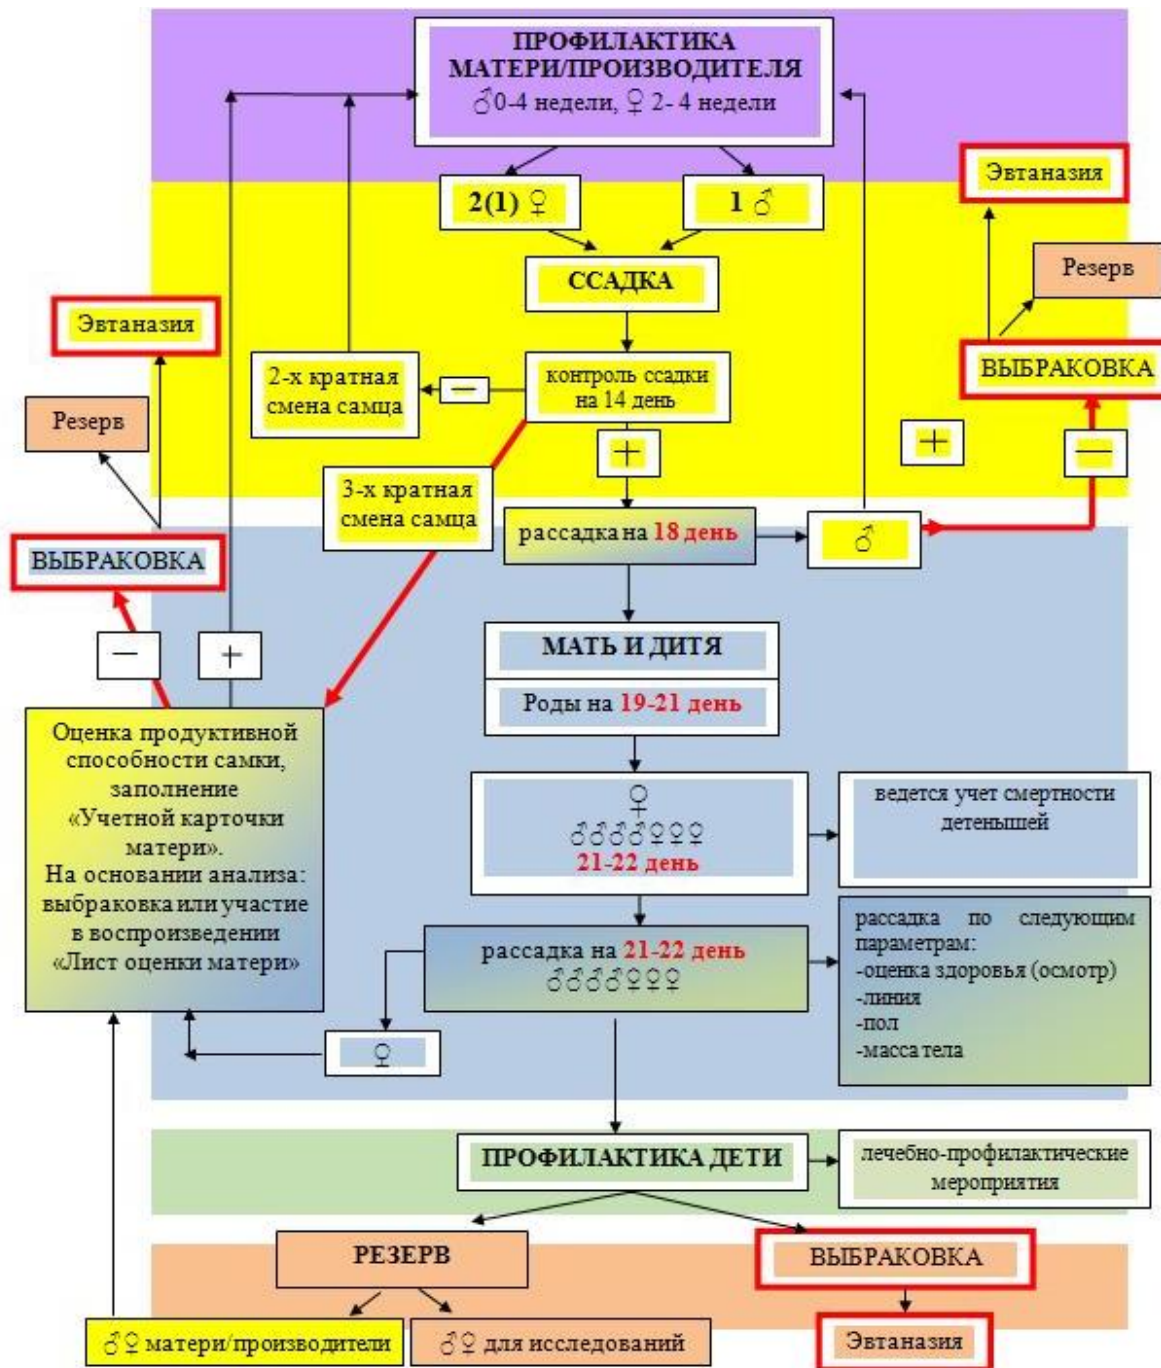 ПРОФИЛАКТИКА
МАТЕРИ/ПРОИЗВОДИТЕЛЯ
♂0-4 недели, ♀ 2- 4 недели
2(1) ♀
1 ♂
Эвтаназия
ССАДКА
Резерв
Эвтаназия
2-х кратная
смена самца
—
контроль ссадки
на 14 день
ВЫБРАКОВКА
Резерв
+
+
—
3-х кратная
смена самца
рассадка на 18 день
♂
ВЫБРАКОВКА
—
+
МАТЬ И ДИТЯ
Роды на 19-21 день
Оценка продуктивной
способности самки,
заполнение
«Учетной карточки
матери».
На основании анализа:
выбраковка или участие
в воспроизведении
«Лист оценки матери»
♀
♂♂♂♂♀♀♀
21-22 день
ведется учет смертности
детенышей
рассадка на 21-22 день
♂♂♂♂♀♀♀
рассадка по следующим
параметрам:
-оценка здоровья (осмотр)
-линия
-пол
-масса тела
♀
ПРОФИЛАКТИКА ДЕТИ
лечебно-профилактические
мероприятия
РЕЗЕРВ
ВЫБРАКОВКА
♂♀ матери/производители
♂♀ для исследований
Эвтаназия